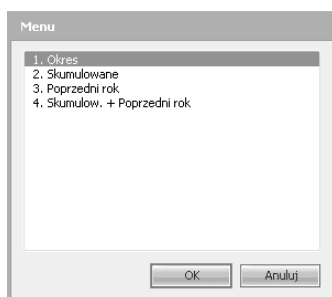 Menu
1. Okres
2. Skumulowane
3. Poprzedni rok
4. Skumulow. + Poprzedni rok
OK
Anuluj